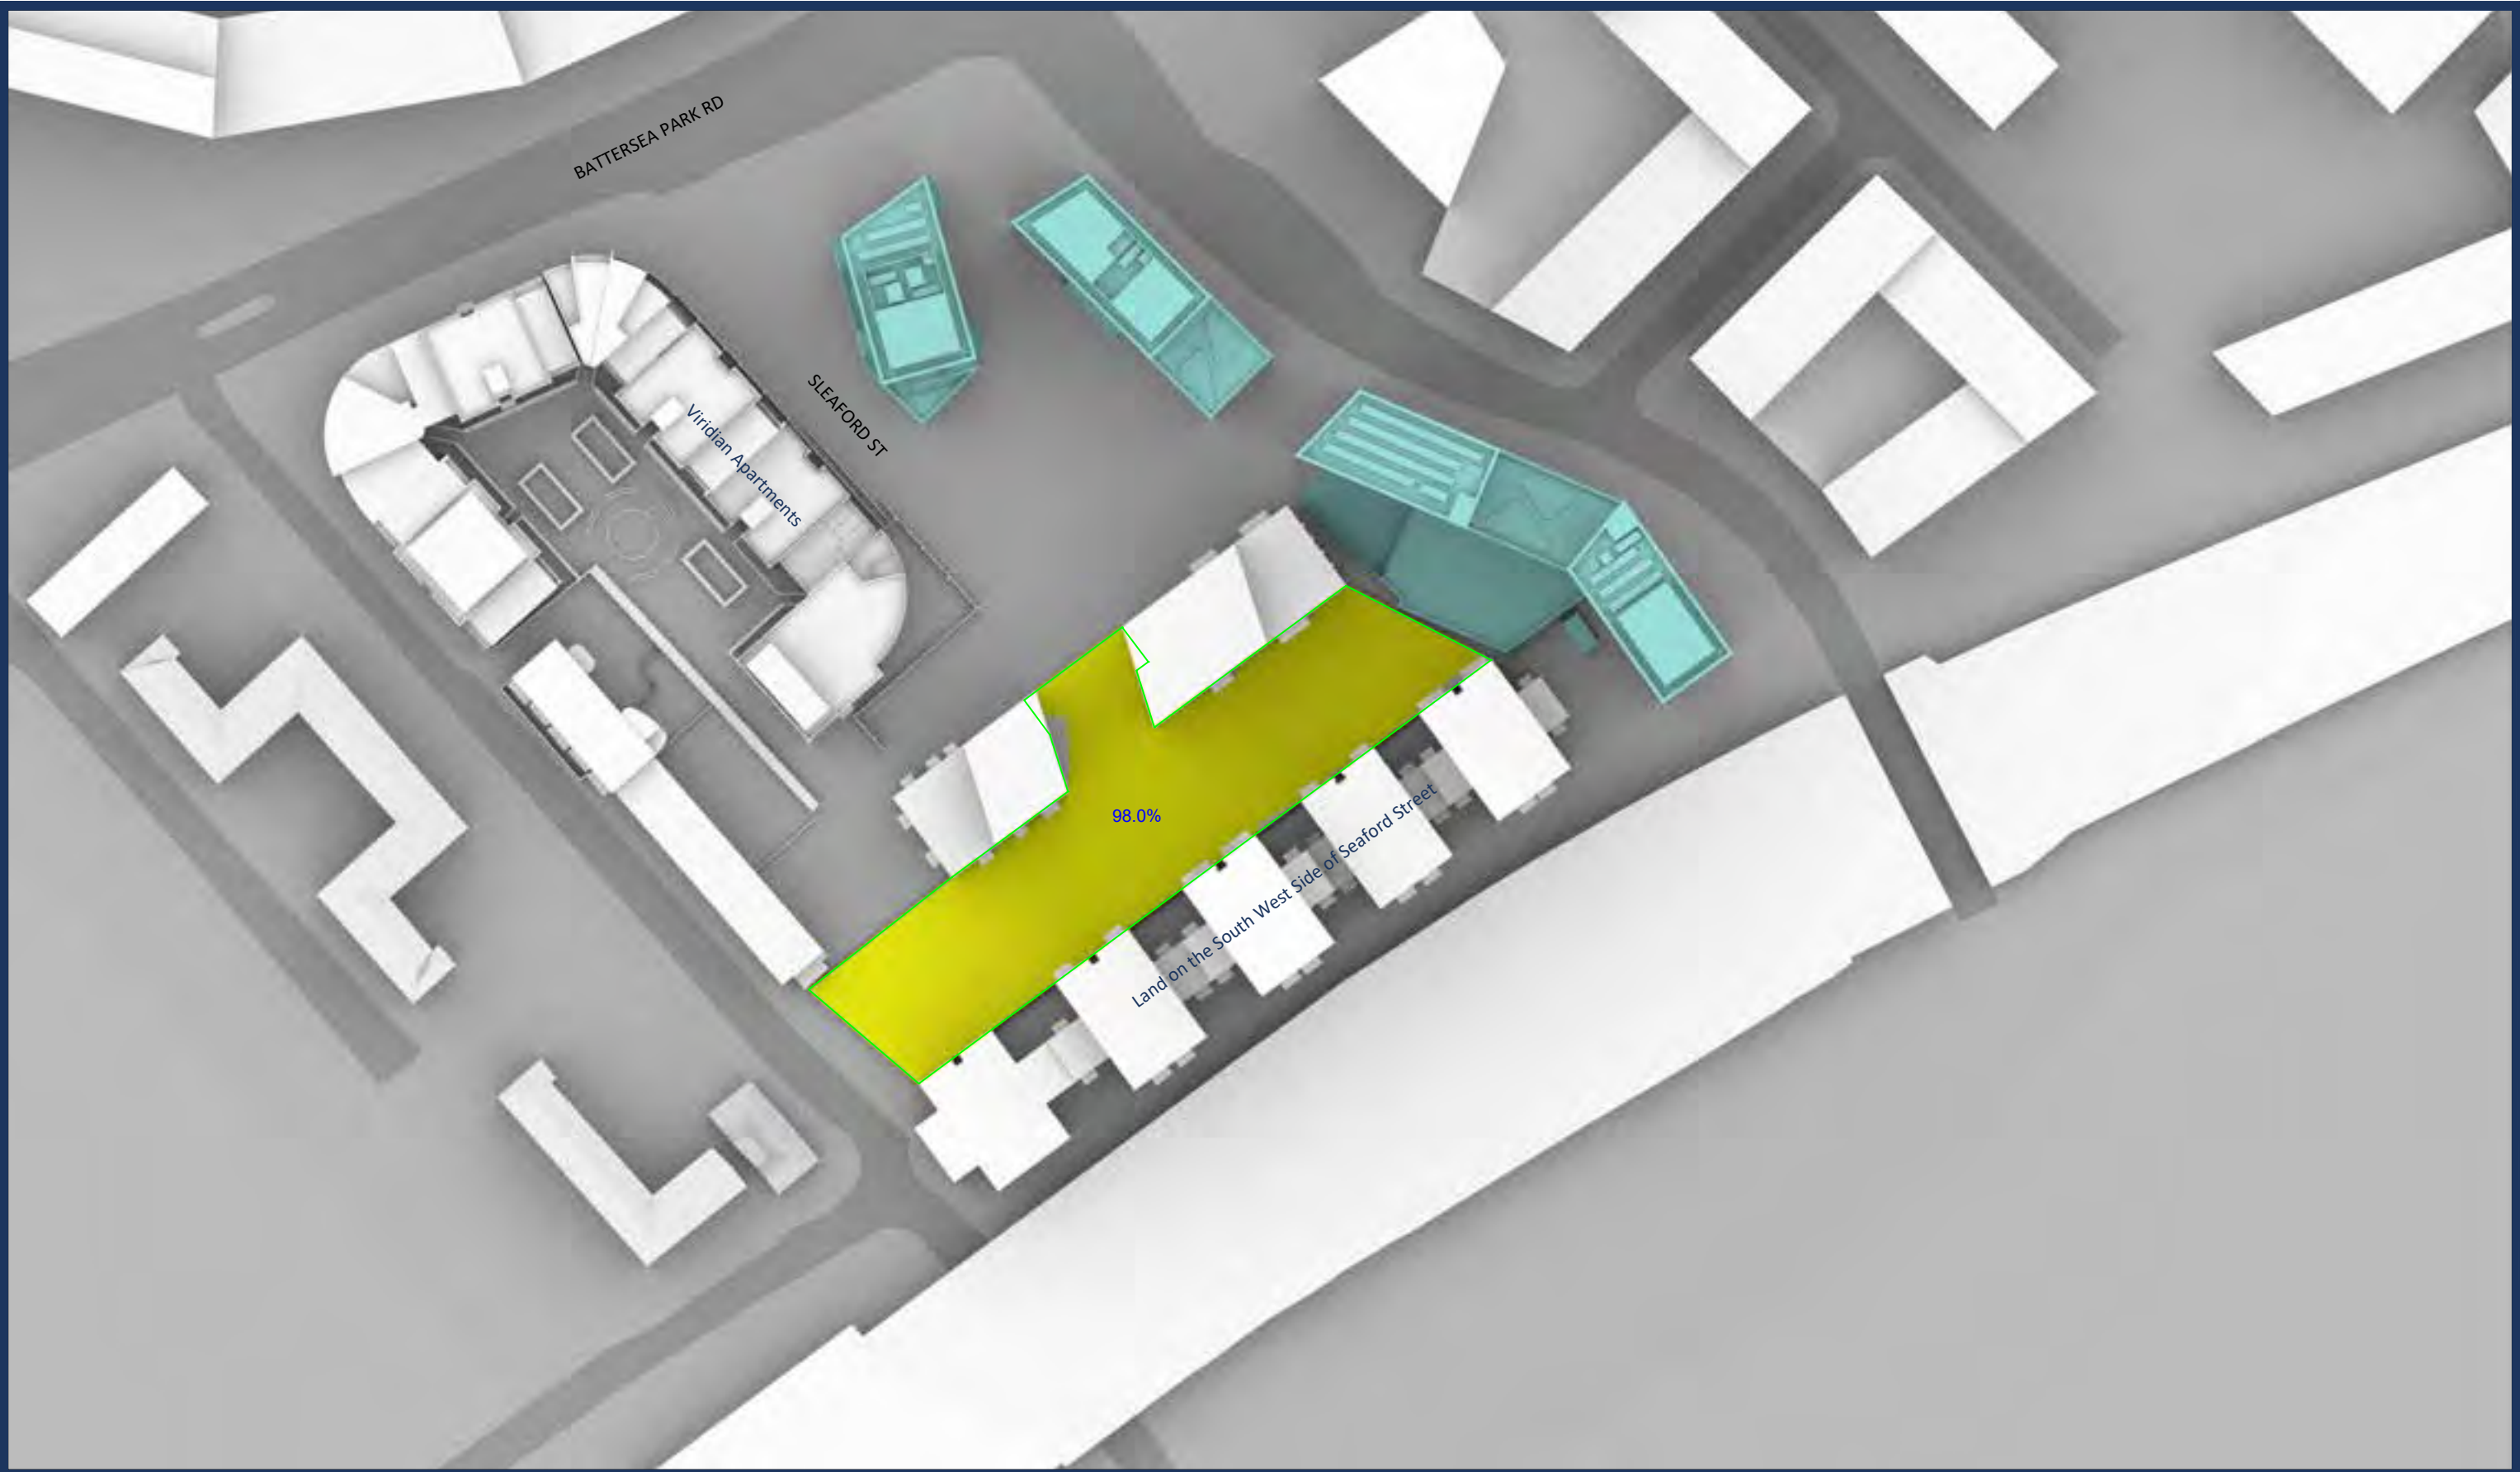 BATTERSEA PARK RD
SLEAFORD ST
Viridian Apartments
98.0%
Land on the South West Side of Seaford Street